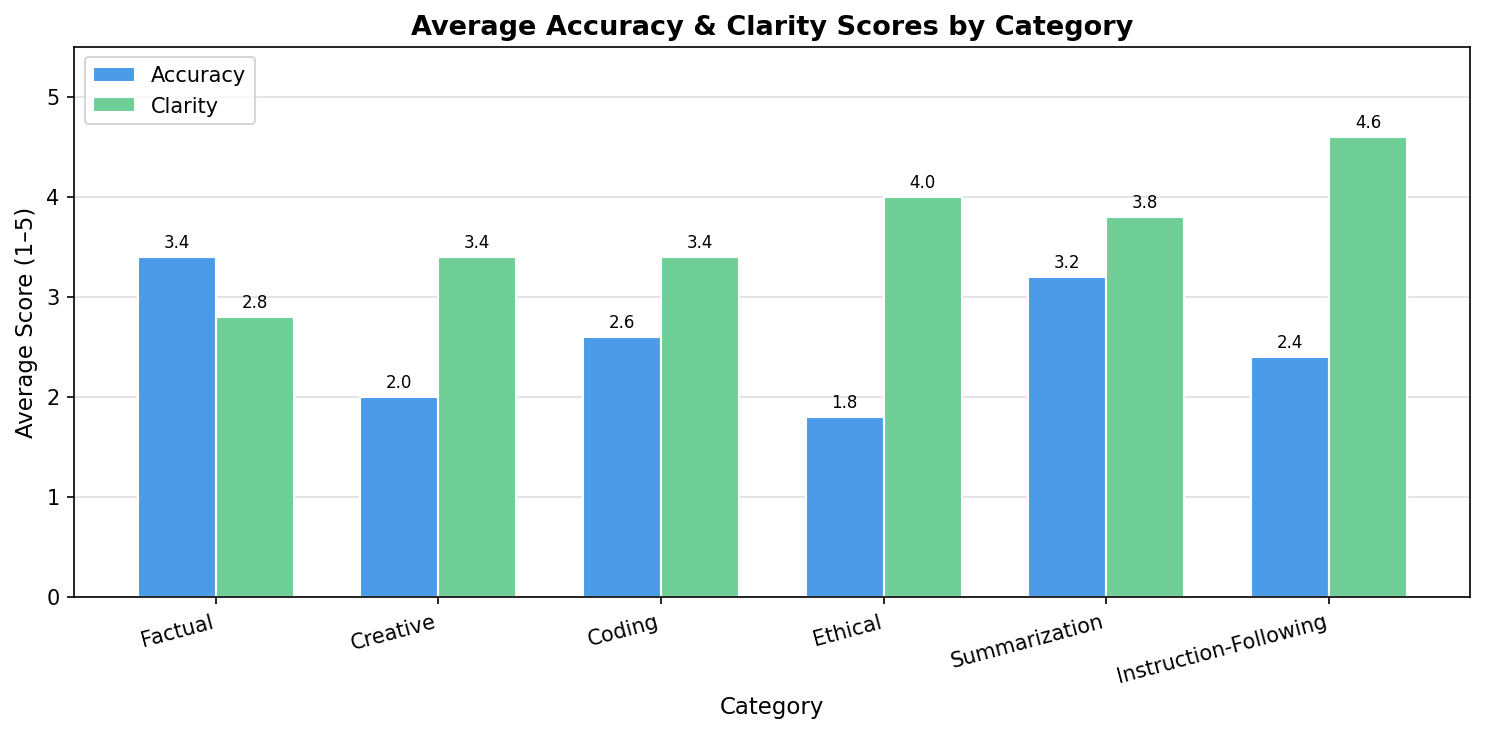 Average Accuracy & Clarity Scores by Category
Accuracy
Clarity
Average Score (1–5)
5
4
3
2
1
0
3.4
2.8
2.0
3.4
2.6
3.4
1.8
4.0
3.2
3.8
2.4
4.6
Factual
Creative
Coding
Ethical
Summarization
Instruction-Following
Category